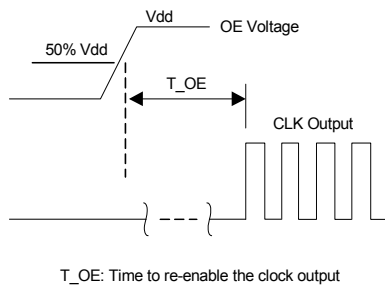 Vdd
OE Voltage
50% Vdd
T_OE
CLK Output
T_OE: Time to re-enable the clock output